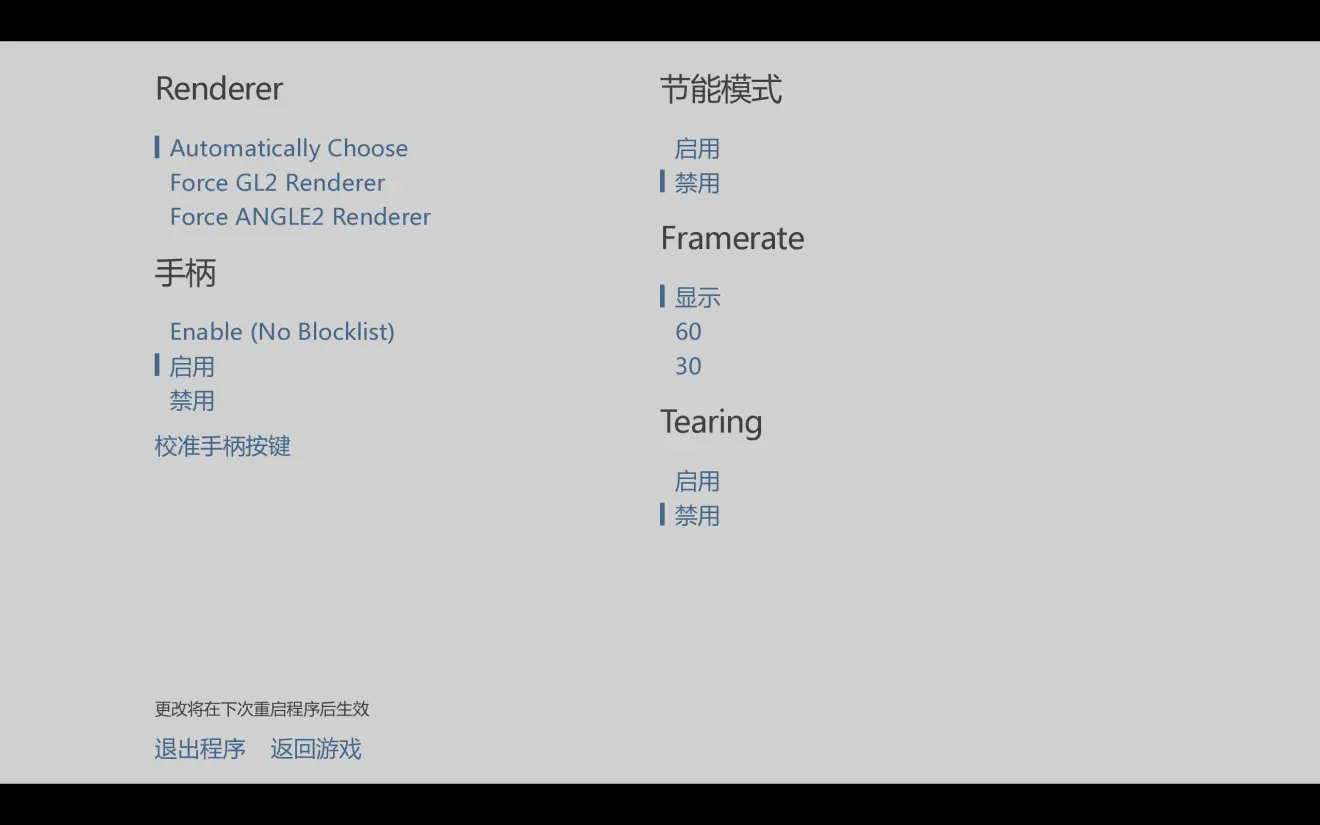 Renderer
Automatically Choose
Force GL2 Renderer
Force ANGLE2 Renderer
手柄
Enable (No Blocklist)
启用
禁用
校准手柄按键
节能模式
启用
禁用
Framerate
显示
60
30
Tearing
启用
禁用
更改将在下次重启程序后生效
退出程序 返回游戏